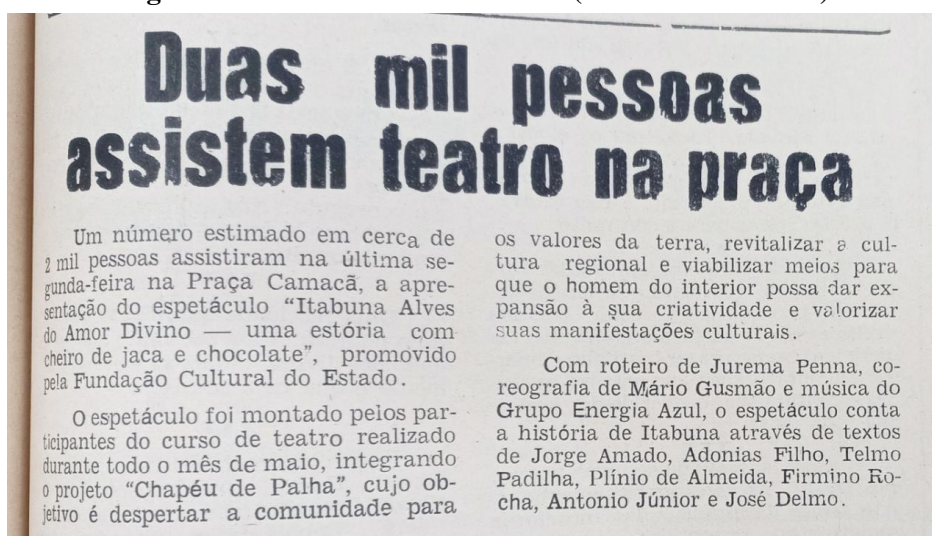 Duas mil pessoas
assistem teatro na praça
Um número estimado em cerca de
2 mil pessoas assistiram na última se-
gunda-feira na Praça Camacã, a apre-
sentação do espetáculo "Itabuna Alves
do Amor Divino — uma estória com
cheiro de jaca e chocolate", promovido
pela Fundação Cultural do Estado.
O espetáculo foi montado pelos par-
ticipantes do curso de teatro realizado
durante todo o mês de maio, integrando
o projeto "Chapéu de Palha", cujo ob-
jetivo é despertar a comunidade para
os valores da terra, revitalizar a cul-
tura regional e viabilizar meios para
que o homem do interior possa dar ex-
pansão à sua criatividade e valorizar
suas manifestações culturais.
Com roteiro de Jurema Penna, co-
reografia de Mário Gusmão e música do
Grupo Energia Azul, o espetáculo conta
a história de Itabuna através de textos
de Jorge Amado, Adonias Filho, Telmo
Padilha, Plínio de Almeida, Firmino Ro-
cha, Antonio Júnior e José Delmo.